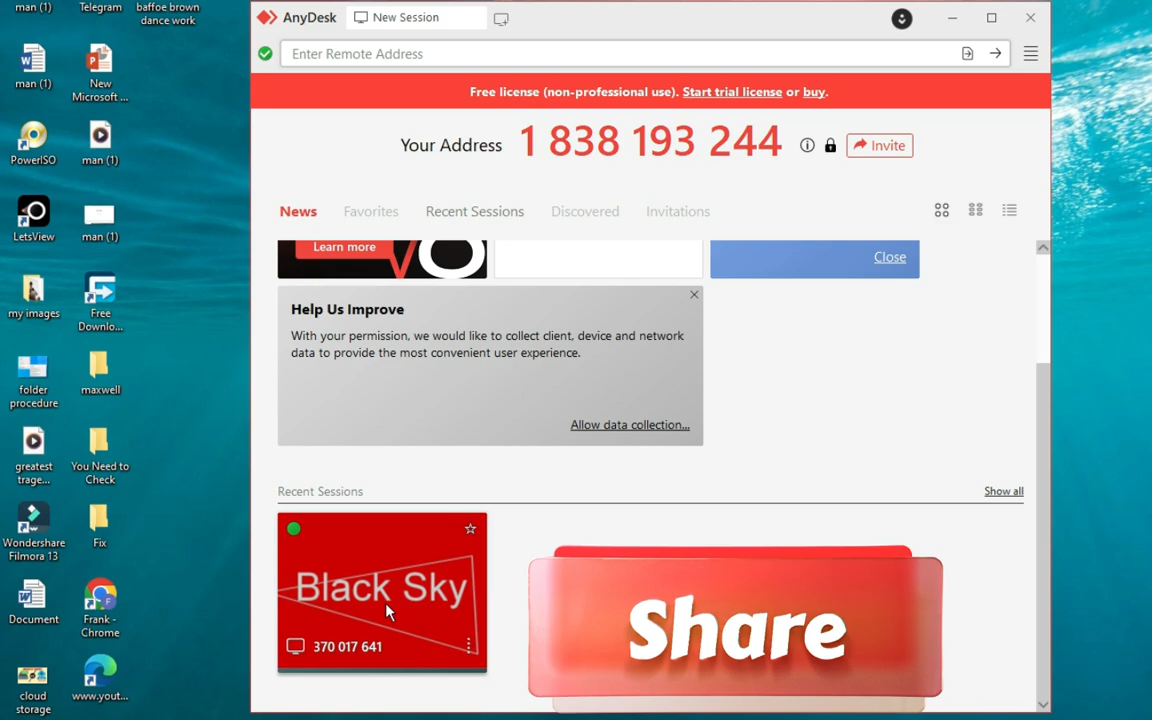 man (1)
Telegram
baffoe brown
dance work
man (1)
New
Microsoft ...
PowerISO
man (1)
LetsView
man (1)
my images
Free
Downlo...
folder
procedure
maxwell
greatest
trage...
You Need to
Check
Wondershare
Filmora 13
Fix
Document
Frank -
Chrome
cloud
storage
www.yout...
AnyDesk
New Session
Enter Remote Address
Free license (non-professional use). Start trial license or buy.
Your Address 1 838 193 244
Invite
News Favorites Recent Sessions Discovered Invitations
Learn more
VO
Close
Help Us Improve
With your permission, we would like to collect client, device and network
data to provide the most convenient user experience.
Allow data collection...
Recent Sessions
Show all
Black Sky
370 017 641
Share